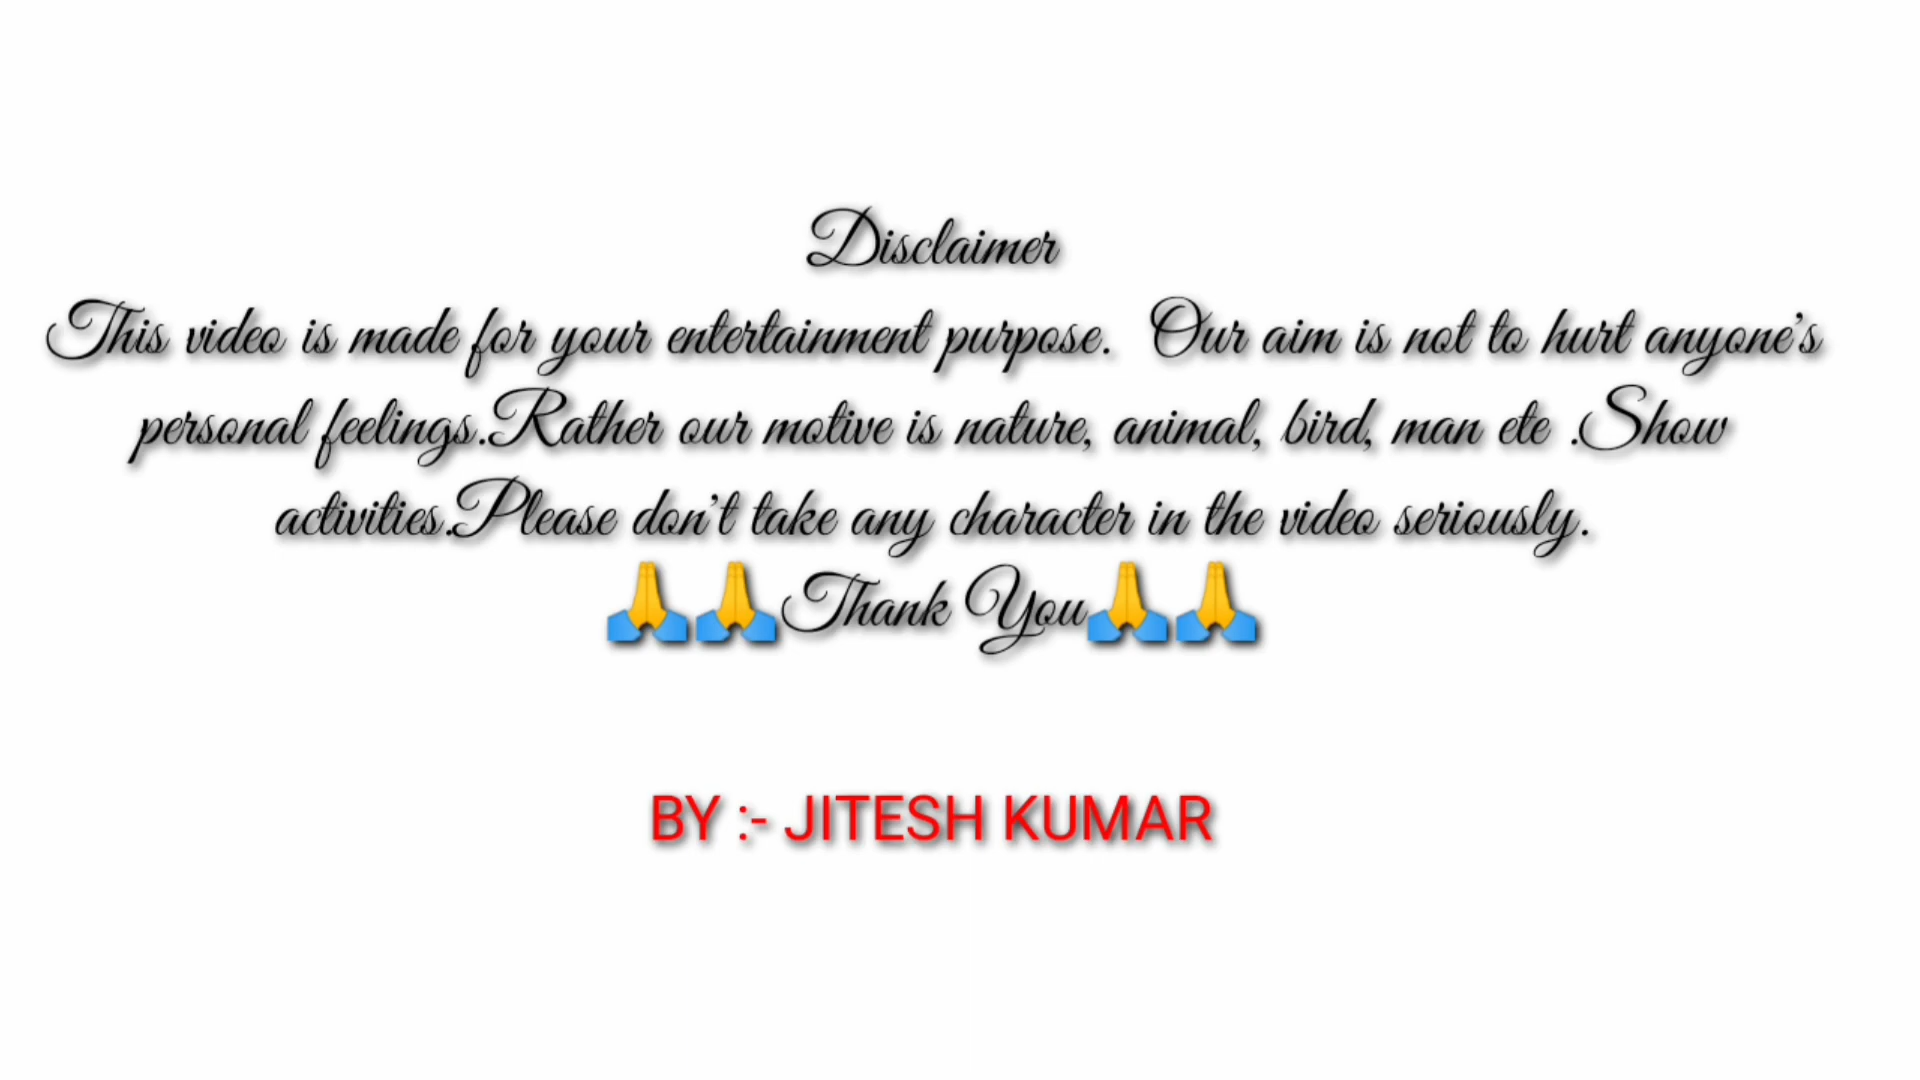 Disclaimer
This video is made for your entertainment purpose. Our aim is not to hurt anyone's
personal feelings.Rather our motive is nature, animal, bird, man ete .Show
activities.Please don't take any character in the video seriously.
🙏🙏Thank You🙏🙏
BY :- JITESH KUMAR